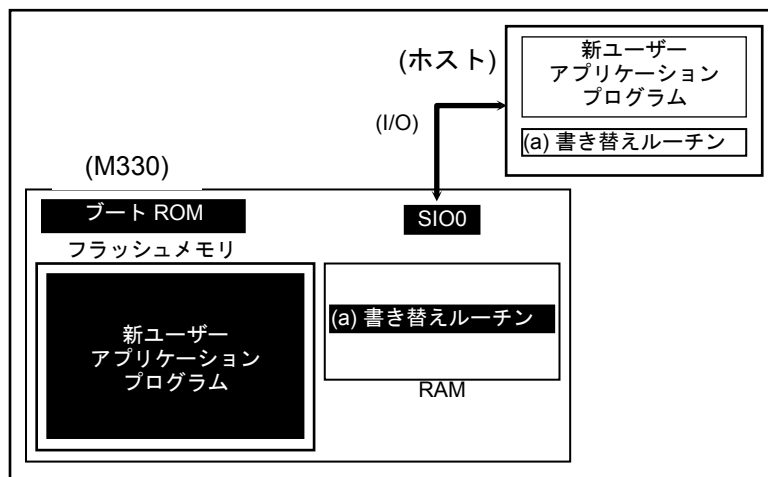 (ホスト)
新ユーザー
アプリケーション
プログラム
(a) 書き替えルーチン
(I/O)
(M330)
ブート ROM
SIO0
フラッシュメモリ
新ユーザー
アプリケーション
プログラム
(a) 書き替えルーチン
RAM